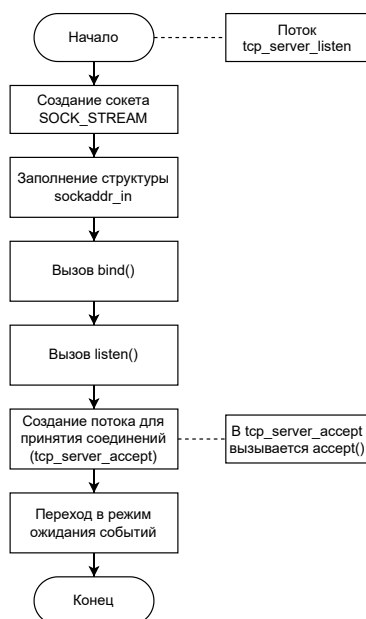 Начало
Поток
tcp_server_listen
Создание сокета
SOCK_STREAM
Заполнение структуры
sockaddr_in
Вызов bind()
Вызов listen()
Создание потока для
принятия соединений
(tcp_server_accept)
В tcp_server_accept
вызывается accept()
Переход в режим
ожидания событий
Конец